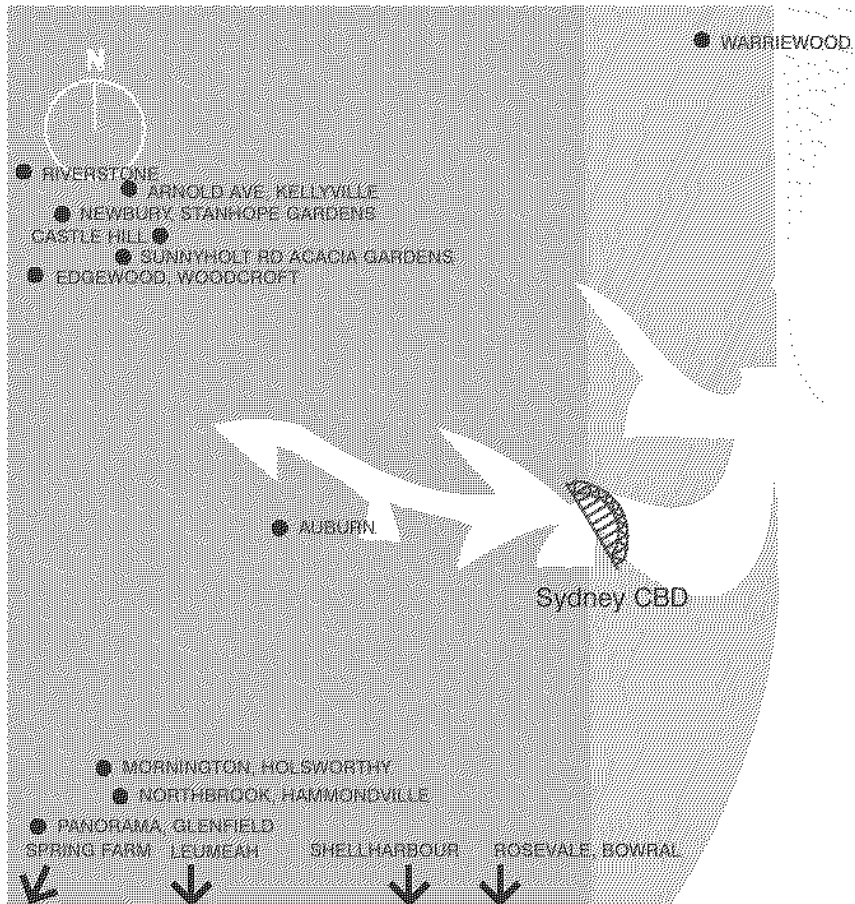 WARRIEWOOD
N
RIVERSTONE
ARNOLD AVE, KELLYVILLE
NEWBURY, STANHOPE GARDENS
CASTLE HILL
SUNNYHOLT RD ACACIA GARDENS
EDGEWOOD, WOODCROFT
AUBURN
Sydney CBD
MORNINGTON, HOLSWORTHY
NORTHBROOK, HAMMONDVILLE
PANORAMA, GLENFIELD
SPRING FARM LEUMEAH SHELLHARBOUR ROSEVALE, BOWRAL